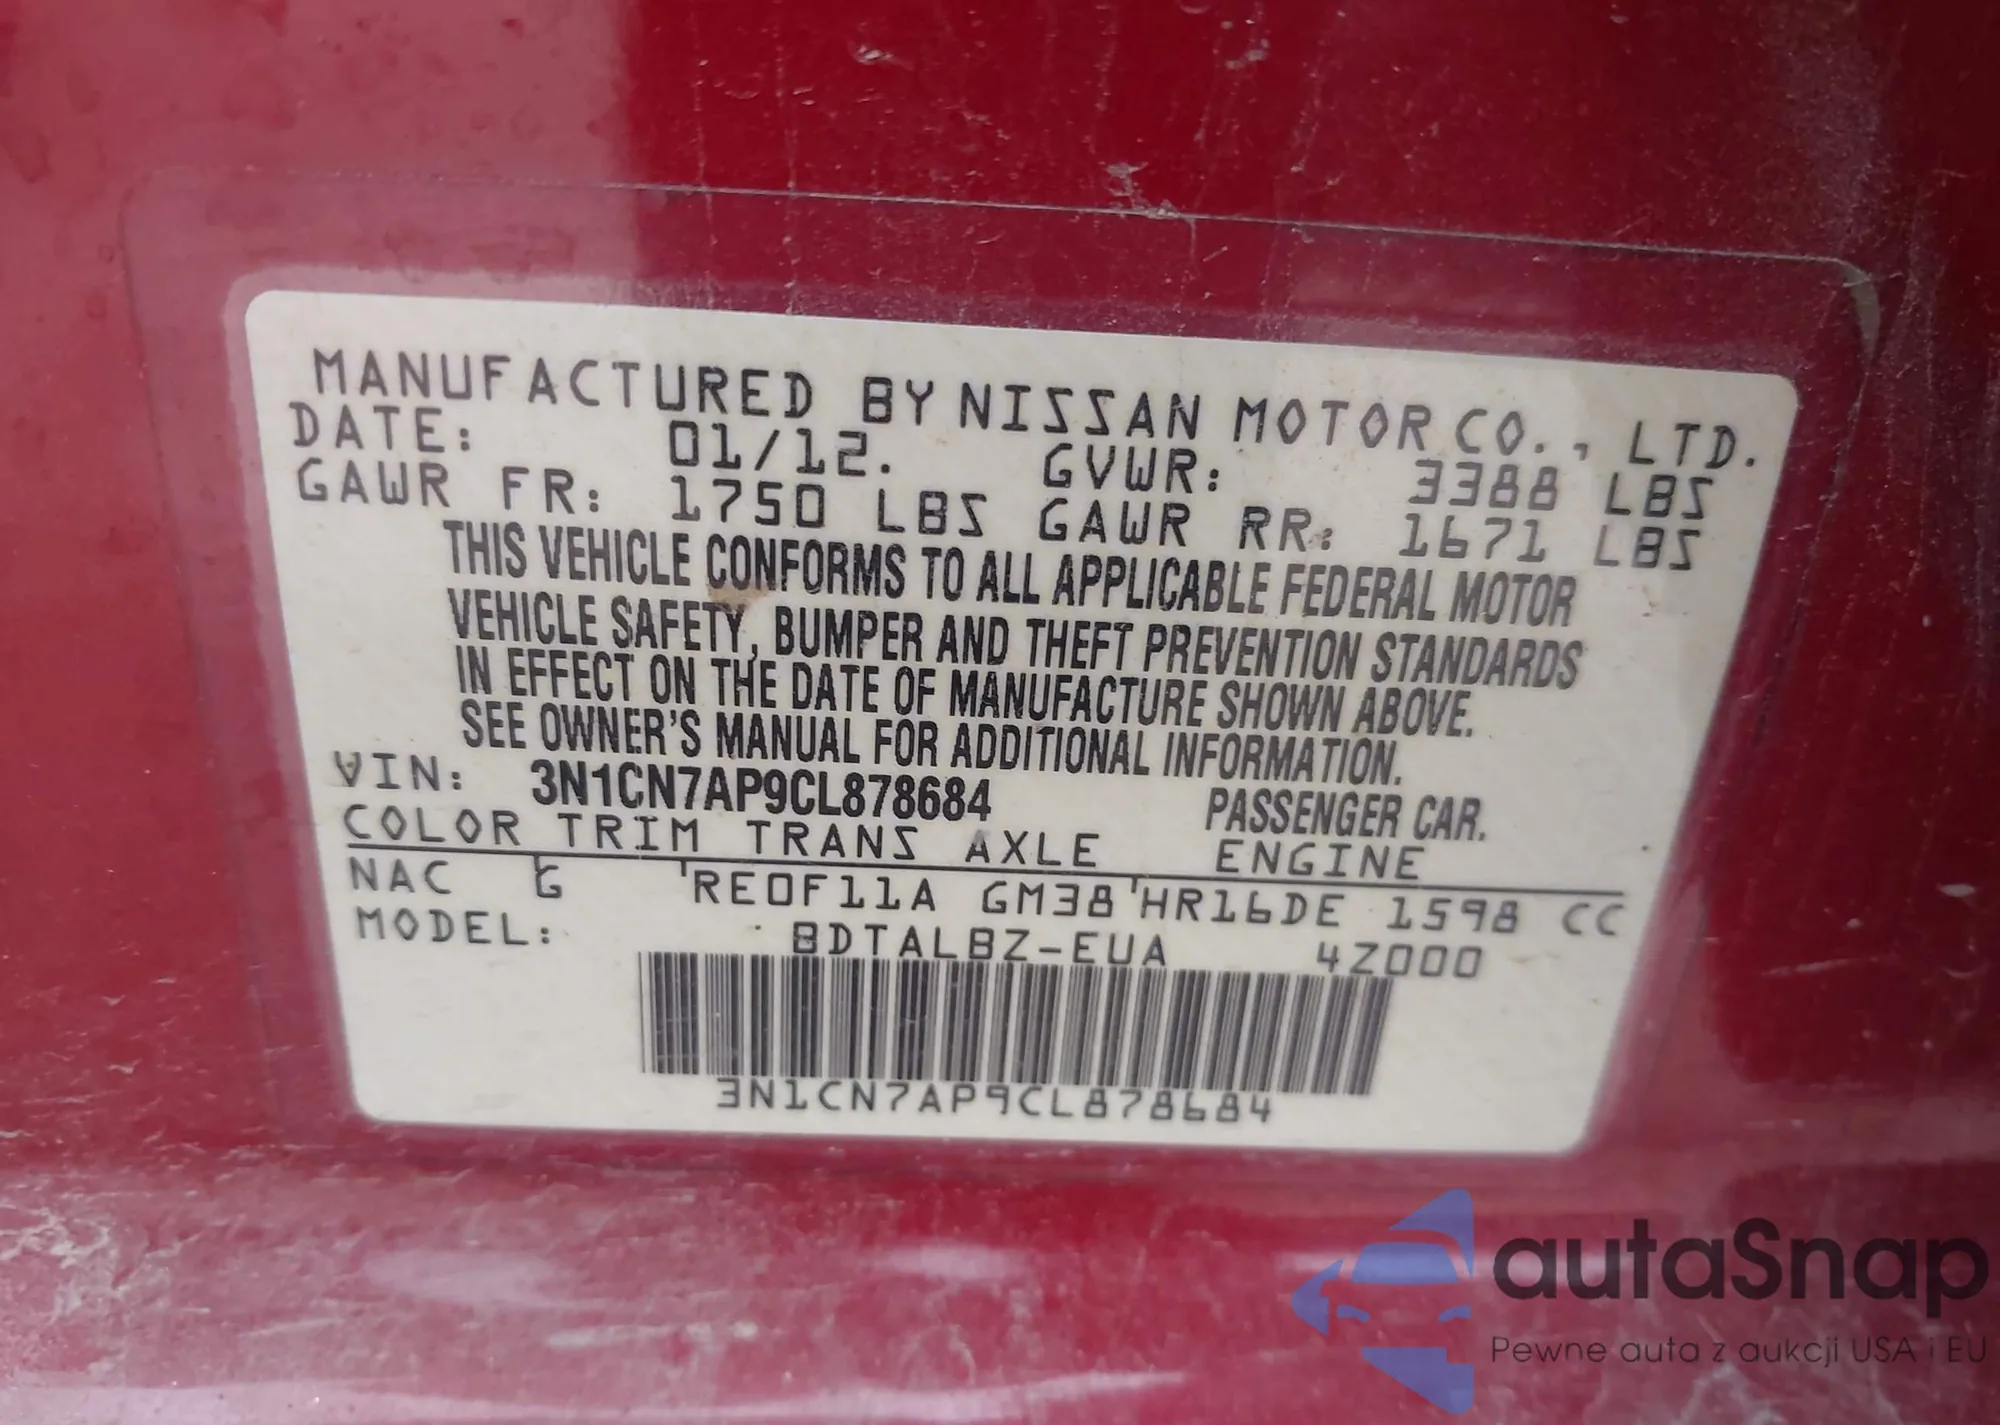 MANUFACTURED BY NISSAN MOTOR CO., LTD.
DATE: 01/12. GVWR: 3388 LBS
GAWR FR: 1750 LBS GAWR RR: 1671 LBS
THIS VEHICLE CONFORMS TO ALL APPLICABLE FEDERAL MOTOR
VEHICLE SAFETY, BUMPER AND THEFT PREVENTION STANDARDS
IN EFFECT ON THE DATE OF MANUFACTURE SHOWN ABOVE.
SEE OWNER'S MANUAL FOR ADDITIONAL INFORMATION.
VIN: 3N1CN7AP9CL878684 PASSENGER CAR.
COLOR TRIM TRANS AXLE ENGINE
NAC G RE0F11A GM38 HR16DE 1598 CC
MODEL: BDTALBZ-EUA 4Z000
3N1CN7AP9CL878684
autaSnap
Pewne auta z aukcji USA i EU